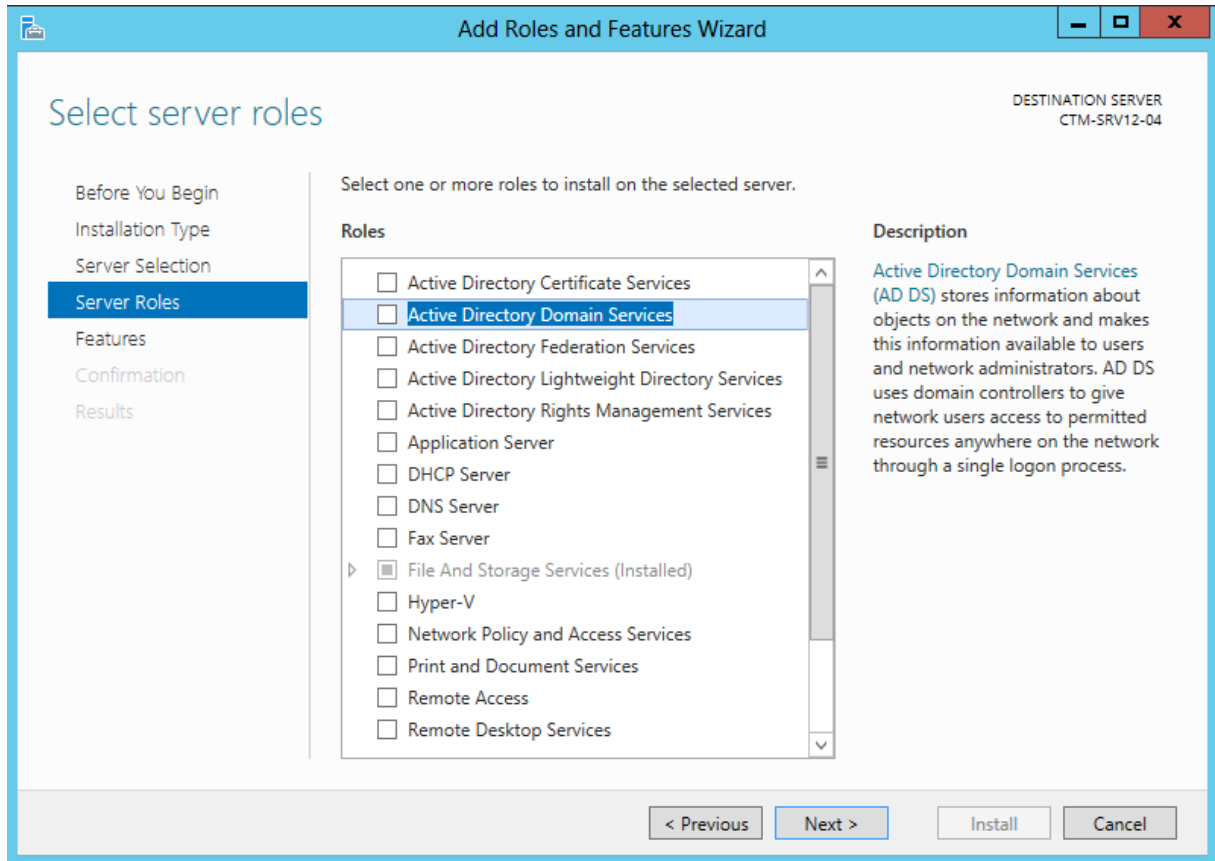 Add Roles and Features Wizard
Select server roles
DESTINATION SERVER
CTM-SRV12-04
Before You Begin
Installation Type
Server Selection
Server Roles
Features
Confirmation
Results
Select one or more roles to install on the selected server.
Roles
Active Directory Certificate Services
Active Directory Domain Services
Active Directory Federation Services
Active Directory Lightweight Directory Services
Active Directory Rights Management Services
Application Server
DHCP Server
DNS Server
Fax Server
File And Storage Services (Installed)
Hyper-V
Network Policy and Access Services
Print and Document Services
Remote Access
Remote Desktop Services
Description
Active Directory Domain Services
(AD DS) stores information about
objects on the network and makes
this information available to users
and network administrators. AD DS
uses domain controllers to give
network users access to permitted
resources anywhere on the network
through a single logon process.
< Previous
Next >
Install
Cancel